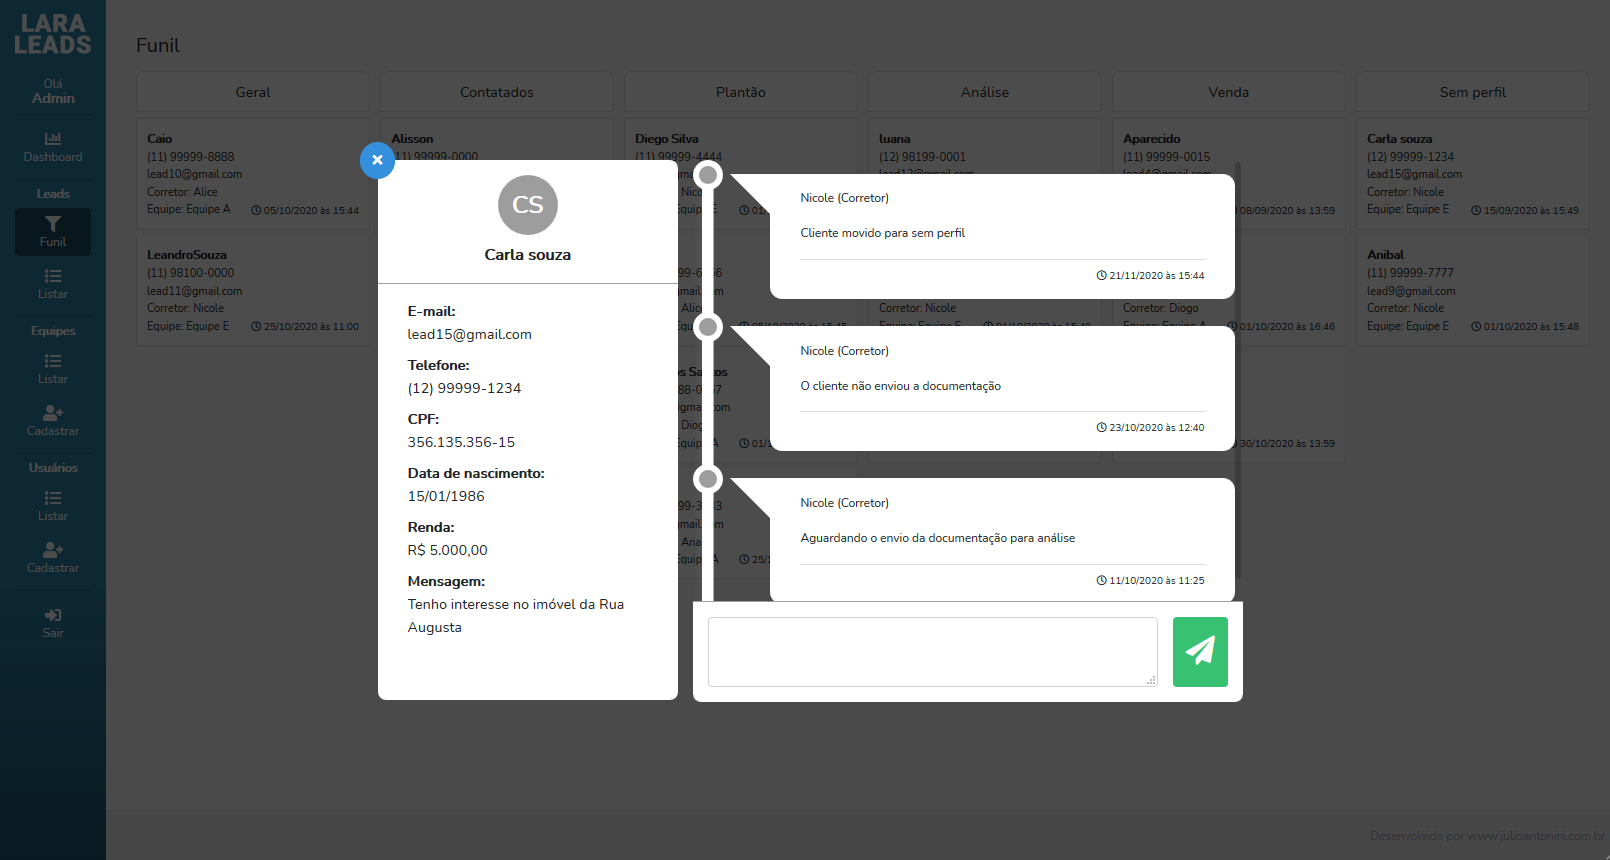 LARA
LEADS
Olá
Admin
Dashboard
Leads
Funil
Listar
Equipes
Listar
Cadastrar
Usuários
Listar
Cadastrar
Sair
Funil
Geral
Caio
(11) 99999-8888
lead10@gmail.com
Corretor: Alice
Equipe: Equipe A 05/10/2020 às 15:44
LeandroSouza
(11) 98100-0000
lead11@gmail.com
Corretor: Nicole
Equipe: Equipe E 25/10/2020 às 11:00
Contatados
Alisson
(11) 99999-0000
Plantão
Diego Silva
(11) 99999-4444
Análise
luana
(12) 98199-0001
lead12@gmail.com
Corretor: Nicole
Venda
Aparecido
(11) 99999-0015
lead4@gmail.com
08/09/2020 às 13:59
Corretor: Diogo
01/10/2020 às 16:46
30/10/2020 às 13:59
Sem perfil
Carla souza
(12) 99999-1234
lead15@gmail.com
Corretor: Nicole
Equipe: Equipe E 15/09/2020 às 15:49
Anibal
(11) 99999-7777
lead9@gmail.com
Corretor: Nicole
Equipe: Equipe E 01/10/2020 às 15:48
CS
Carla souza
E-mail:
lead15@gmail.com
Telefone:
(12) 99999-1234
CPF:
356.135.356-15
Data de nascimento:
15/01/1986
Renda:
R$ 5.000,00
Mensagem:
Tenho interesse no imóvel da Rua
Augusta
Nicole (Corretor)
Cliente movido para sem perfil
21/11/2020 às 15:44
Nicole (Corretor)
O cliente não enviou a documentação
23/10/2020 às 12:40
Nicole (Corretor)
Aguardando o envio da documentação para análise
11/10/2020 às 11:25
Desenvolvido por www.julioantonini.com.br